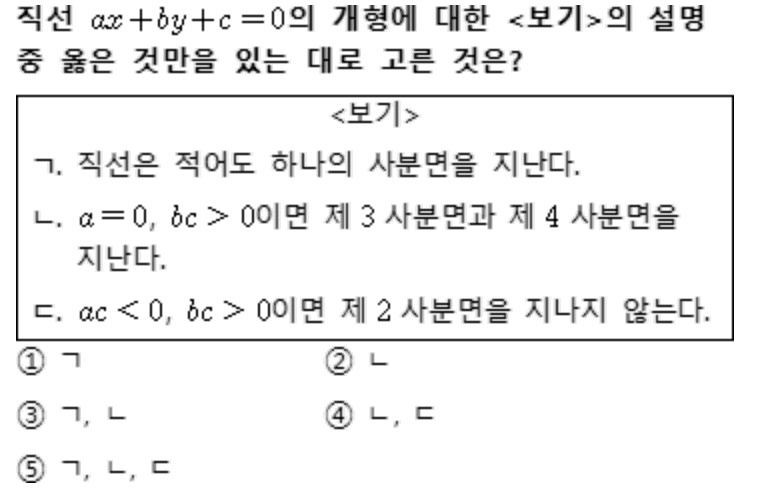 직선 ax+by+c=0의 개형에 대한 <보기>의 설명
중 옳은 것만을 있는 대로 고른 것은?
<보기>
ㄱ. 직선은 적어도 하나의 사분면을 지난다.
ㄴ. a=0, bc>0이면 제 3 사분면과 제 4 사분면을
지난다.
ㄷ. ac<0, bc>0이면 제 2 사분면을 지나지 않는다.
① ㄱ ② ㄴ
③ ㄱ, ㄴ ④ ㄴ, ㄷ
⑤ ㄱ, ㄴ, ㄷ